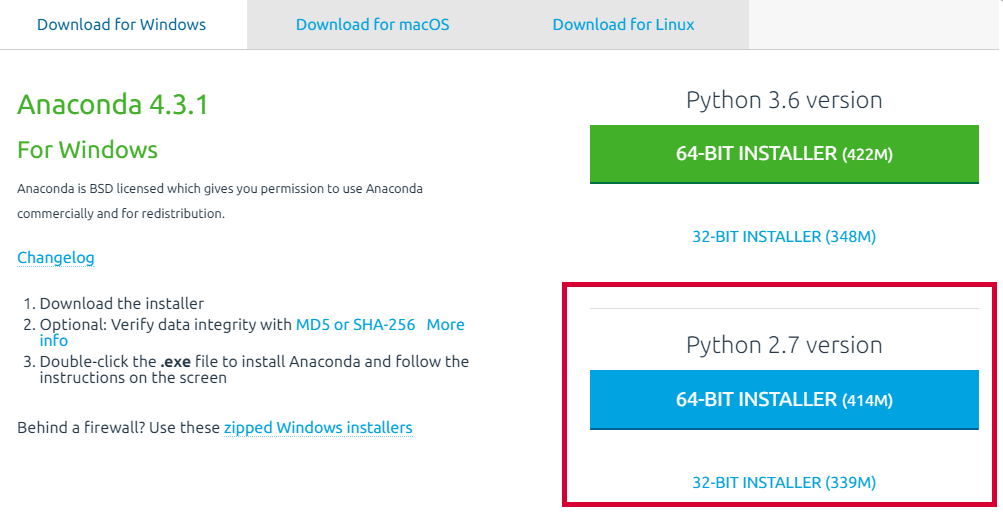 Download for Windows
Download for macOS
Download for Linux
Anaconda 4.3.1
For Windows
Anaconda is BSD licensed which gives you permission to use Anaconda
commercially and for redistribution.
Changelog
1. Download the installer
2. Optional: Verify data integrity with MD5 or SHA-256 More
info
3. Double-click the .exe file to install Anaconda and follow the
instructions on the screen
Behind a firewall? Use these zipped Windows installers
Python 3.6 version
64-BIT INSTALLER (422M)
32-BIT INSTALLER (348M)
Python 2.7 version
64-BIT INSTALLER (414M)
32-BIT INSTALLER (339M)